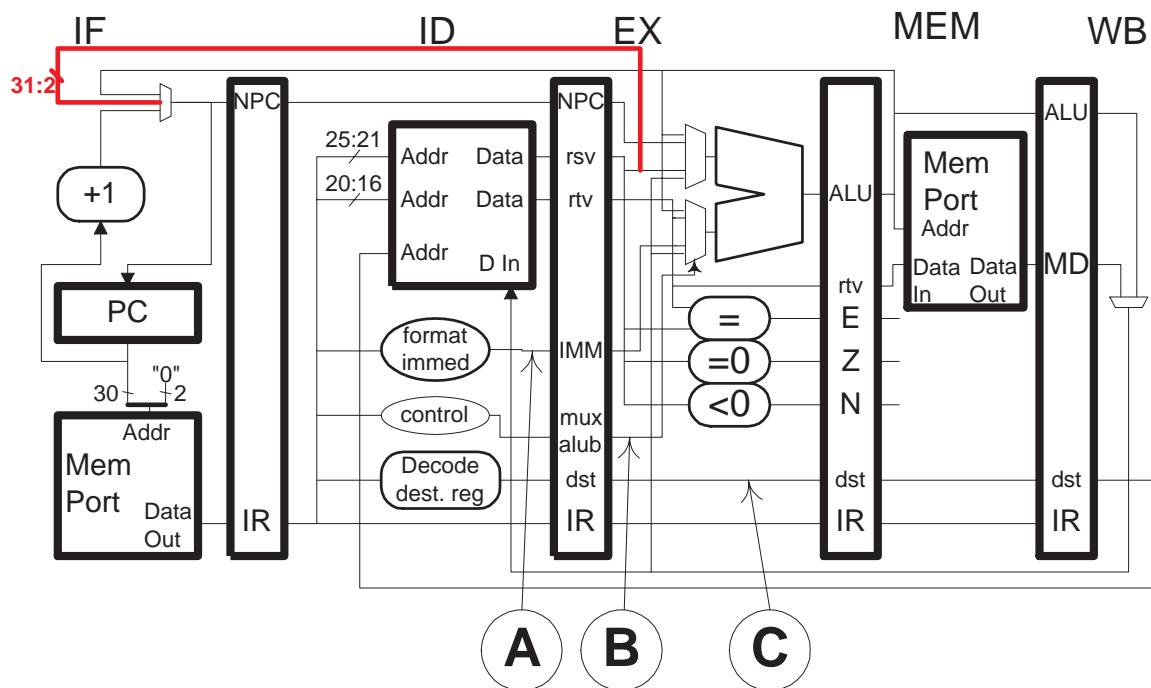 IF ID EX MEM WB
31:2
NPC NPC ALU
25:21 Addr Data rsv
20:16 Addr Data rtv
Addr
D In
+1
ALU
Mem
Port
Addr
Data
In
Data
Out
MD
PC
rtv
= E
format
immed
IMM
=0 Z
<0 N
30 "0" 2
Addr
control
mux
alub
Mem
Port
Data
Out
Decode
dest. reg
dst dst dst
IR IR IR IR
A B C